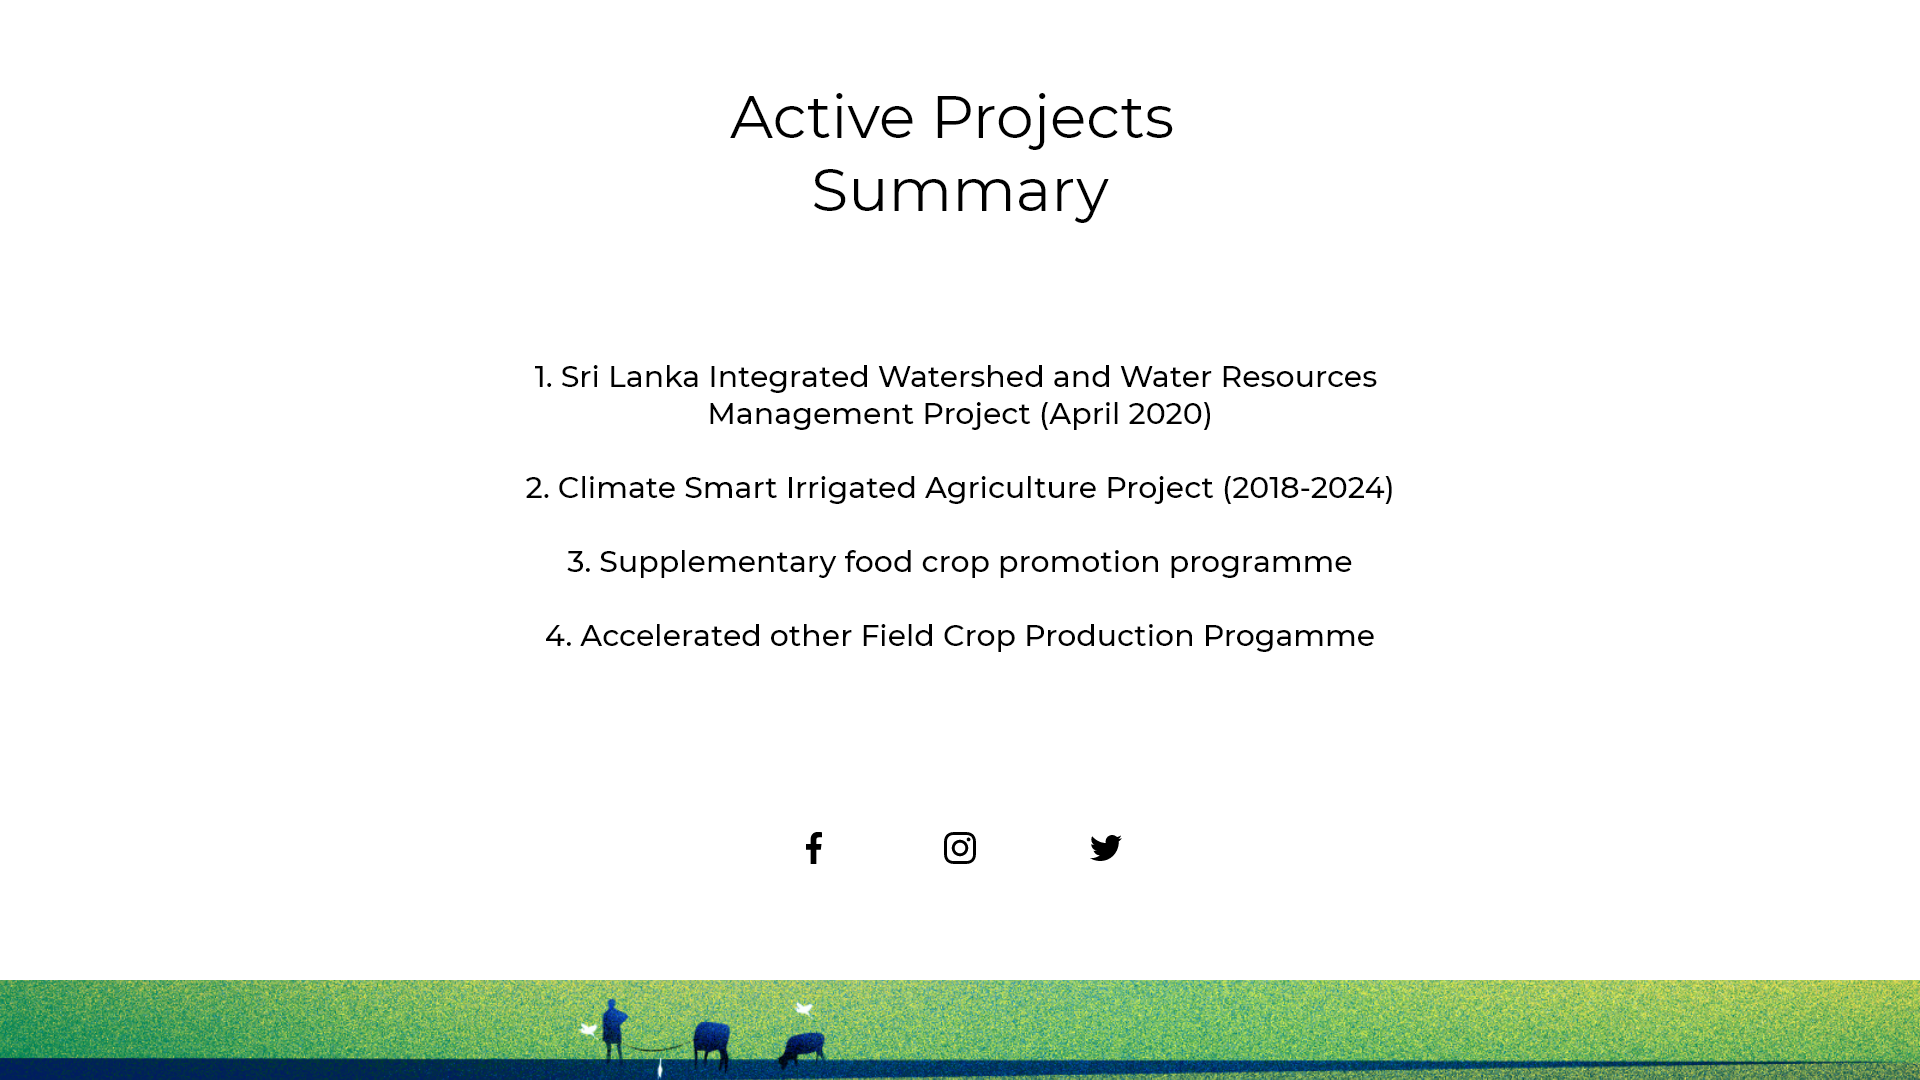 Active Projects
Summary
1. Sri Lanka Integrated Watershed and Water Resources
Management Project (April 2020)
2. Climate Smart Irrigated Agriculture Project (2018-2024)
3. Supplementary food crop promotion programme
4. Accelerated other Field Crop Production Progamme